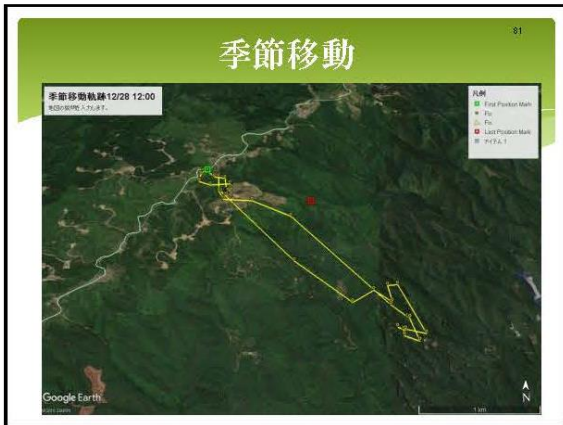 81
季節移動
季節移動軌跡12/28 12:00
凡例
First Position Mark
Fix
Fix
Last Position Mark
Google Earth
1 km
N